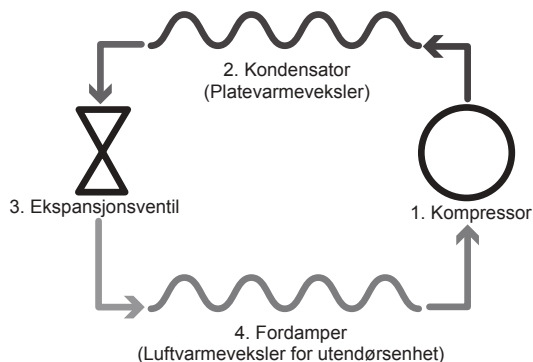 2. Kondensator
(Platevarmeveksler)
3. Ekspansjonsventil
1. Kompressor
4. Fordamper
(Luftvarmeveksler for utendørsenhet)